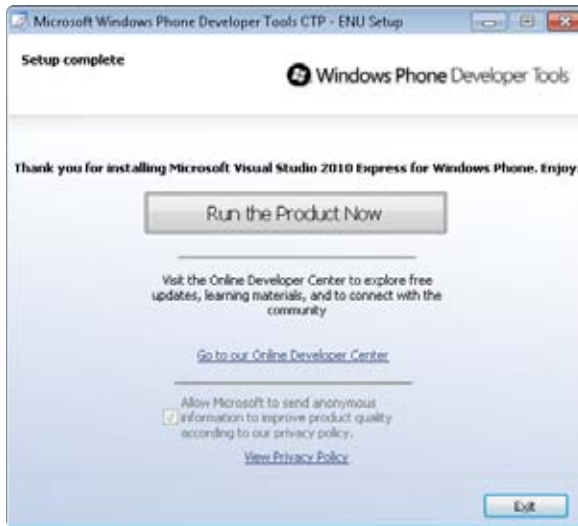 Microsoft Windows Phone Developer Tools CTP - ENU Setup
Setup complete
Windows Phone Developer Tools
Thank you for installing Microsoft Visual Studio 2010 Express for Windows Phone. Enjoy.
Run the Product Now
Visit the Online Developer Center to explore free
updates, learning materials, and to connect with the
community
Go to our Online Developer Center
Allow Microsoft to send anonymous
information to improve product quality
according to our privacy policy.
View Privacy Policy
Exit